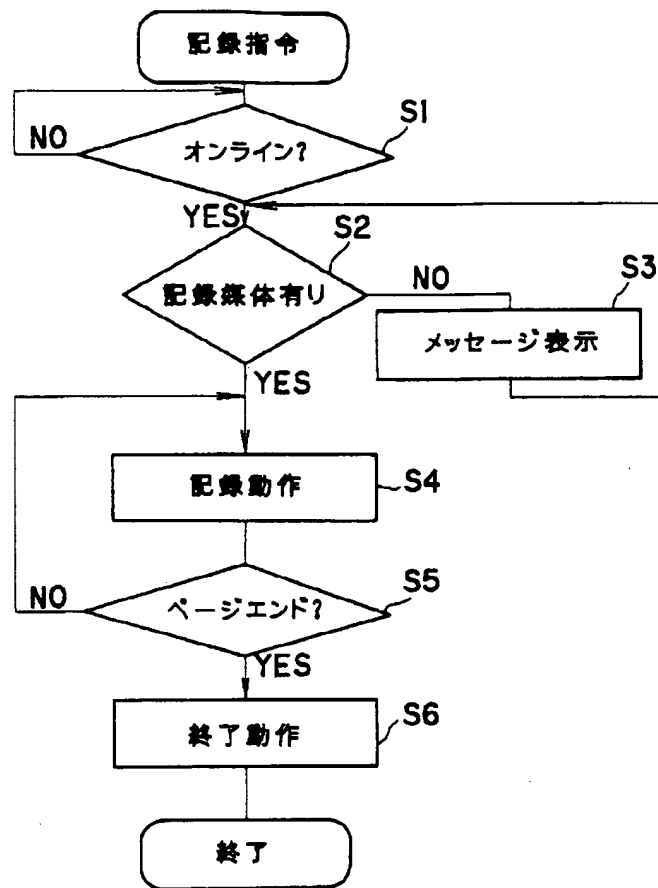 記録指令
S1
NO
オンライン?
YES
S2
記録媒体有り
NO
S3
メッセージ表示
YES
記録動作
S4
NO
ページエンド?
S5
YES
終了動作
S6
終了